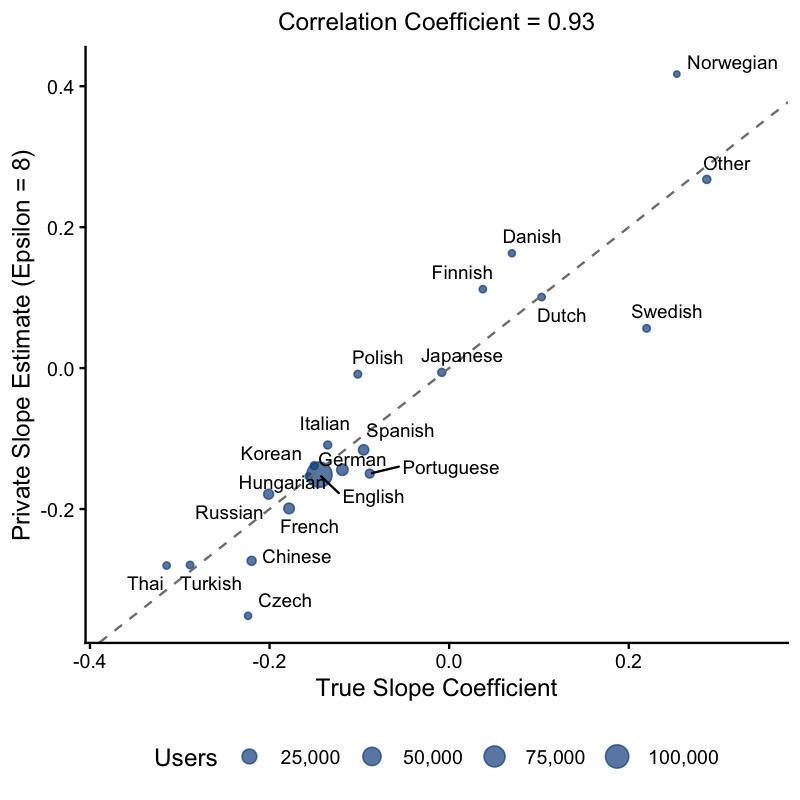 Correlation Coefficient = 0.93
Private Slope Estimate (Epsilon = 8)
0.4
0.2
0.0
-0.2
Norwegian
Other
Danish
Finnish
Dutch
Swedish
Polish
Japanese
Italian
Spanish
Korean
German
Portuguese
Hungarian
English
Russian
French
Chinese
Thai
Turkish
Czech
-0.4
-0.2
0.0
0.2
True Slope Coefficient
Users
25,000
50,000
75,000
100,000